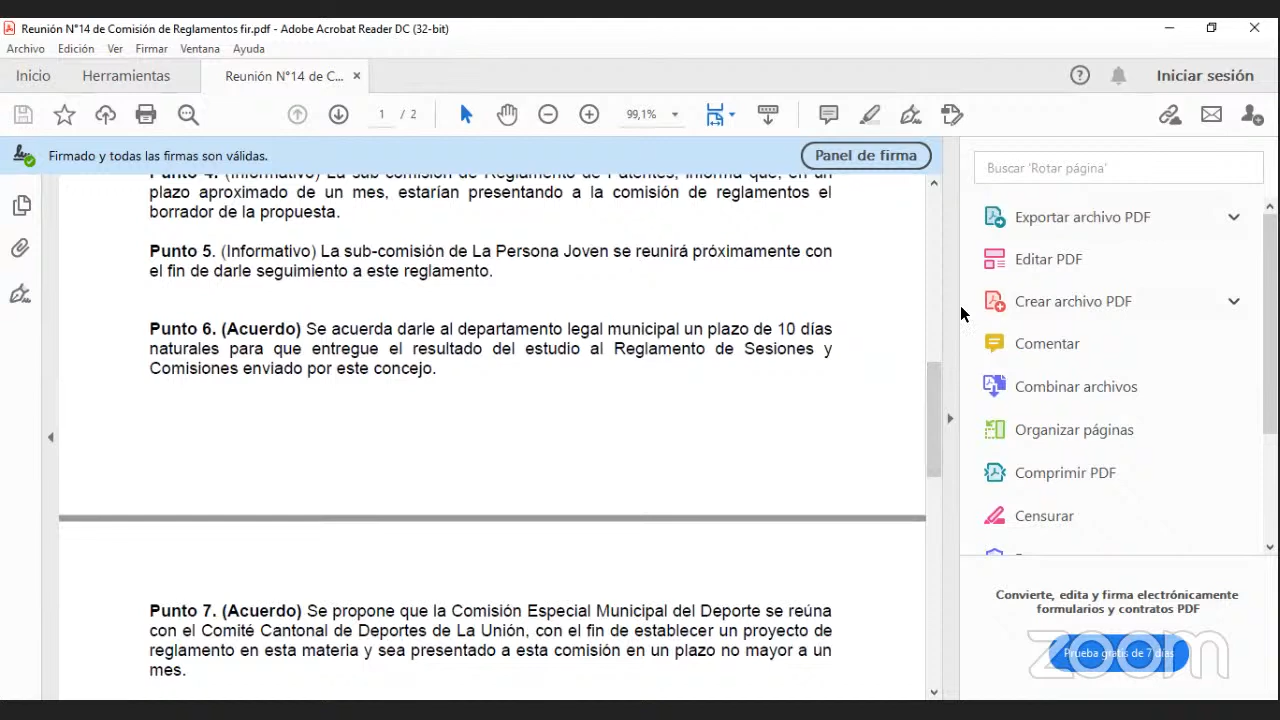 Reunión N°14 de Comisión de Reglamentos fir.pdf - Adobe Acrobat Reader DC (32-bit)
Archivo Edición Ver Firmar Ventana Ayuda
Inicio Herramientas Reunión N°14 de C... Iniciar sesión
1 / 2 99,1%
Firmado y todas las firmas son válidas. Panel de firma
Punto 4. (Informativo) La sub-comisión de Reglamento de Patentes, informa que, en un
plazo aproximado de un mes, estarían presentando a la comisión de reglamentos el
borrador de la propuesta.
Punto 5. (Informativo) La sub-comisión de La Persona Joven se reunirá próximamente con
el fin de darle seguimiento a este reglamento.
Punto 6. (Acuerdo) Se acuerda darle al departamento legal municipal un plazo de 10 días
naturales para que entregue el resultado del estudio al Reglamento de Sesiones y
Comisiones enviado por este concejo.
Punto 7. (Acuerdo) Se propone que la Comisión Especial Municipal del Deporte se reúna
con el Comité Cantonal de Deportes de La Unión, con el fin de establecer un proyecto de
reglamento en esta materia y sea presentado a esta comisión en un plazo no mayor a un
mes.
Buscar 'Rotar página'
Exportar archivo PDF
Editar PDF
Crear archivo PDF
Comentar
Combinar archivos
Organizar páginas
Comprimir PDF
Censurar
Convierte, edita y firma electrónicamente
formularios y contratos PDF
Prueba gratis de 7 días
zoom